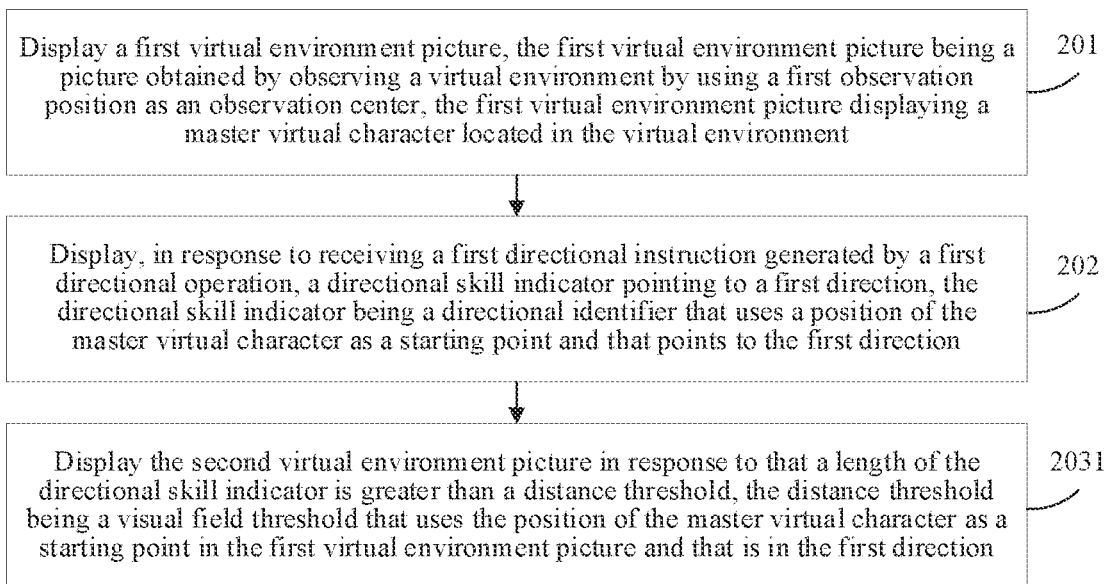 Display a first virtual environment picture, the first virtual environment picture being a
picture obtained by observing a virtual environment by using a first observation
position as an observation center, the first virtual environment picture displaying a
master virtual character located in the virtual environment
201
Display, in response to receiving a first directional instruction generated by a first
directional operation, a directional skill indicator pointing to a first direction, the
directional skill indicator being a directional identifier that uses a position of the
master virtual character as a starting point and that points to the first direction
202
Display the second virtual environment picture in response to that a length of the
directional skill indicator is greater than a distance threshold, the distance threshold
being a visual field threshold that uses the position of the master virtual character as a
starting point in the first virtual environment picture and that is in the first direction
2031